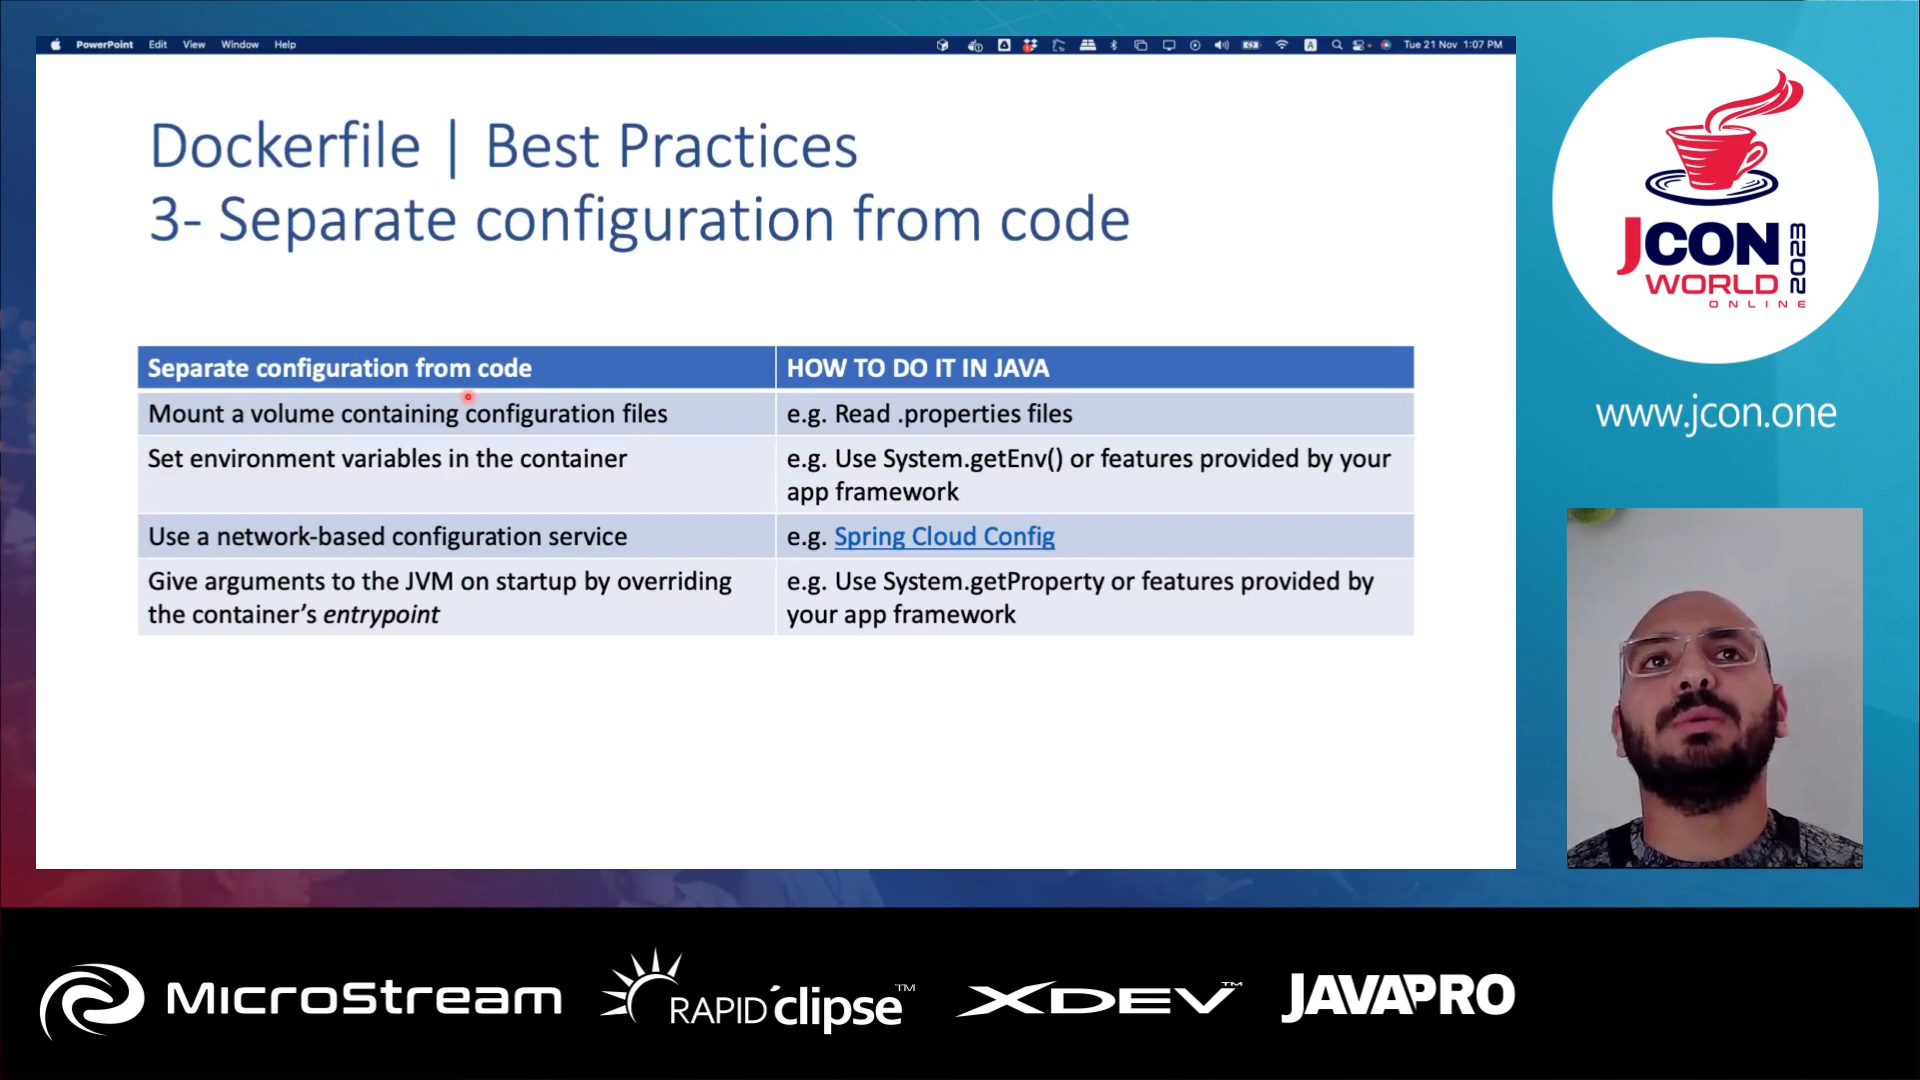 PowerPoint Edit View Window Help
Tue 21 Nov 1:07 PM
Dockerfile | Best Practices
3- Separate configuration from code
Separate configuration from code
HOW TO DO IT IN JAVA
Mount a volume containing configuration files
e.g. Read .properties files
Set environment variables in the container
e.g. Use System.getEnv() or features provided by your
app framework
Use a network-based configuration service
e.g. Spring Cloud Config
Give arguments to the JVM on startup by overriding
the container’s entrypoint
e.g. Use System.getProperty or features provided by
your app framework
JCON
WORLD
ONLINE
2023
www.jcon.one
MicroStream
RAPID'clipse™
XDEV™
JAVAPRO